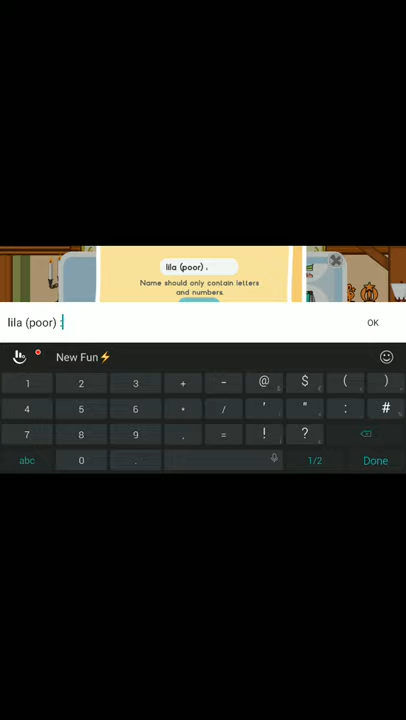 lila (poor) .
Name should only contain letters
and numbers.
lila (poor) :
OK
New Fun⚡
1 2 3 + - @ $ ( )
4 5 6 * / ' " : #
7 8 9 , = ! ?
abc 0 . 1/2 Done